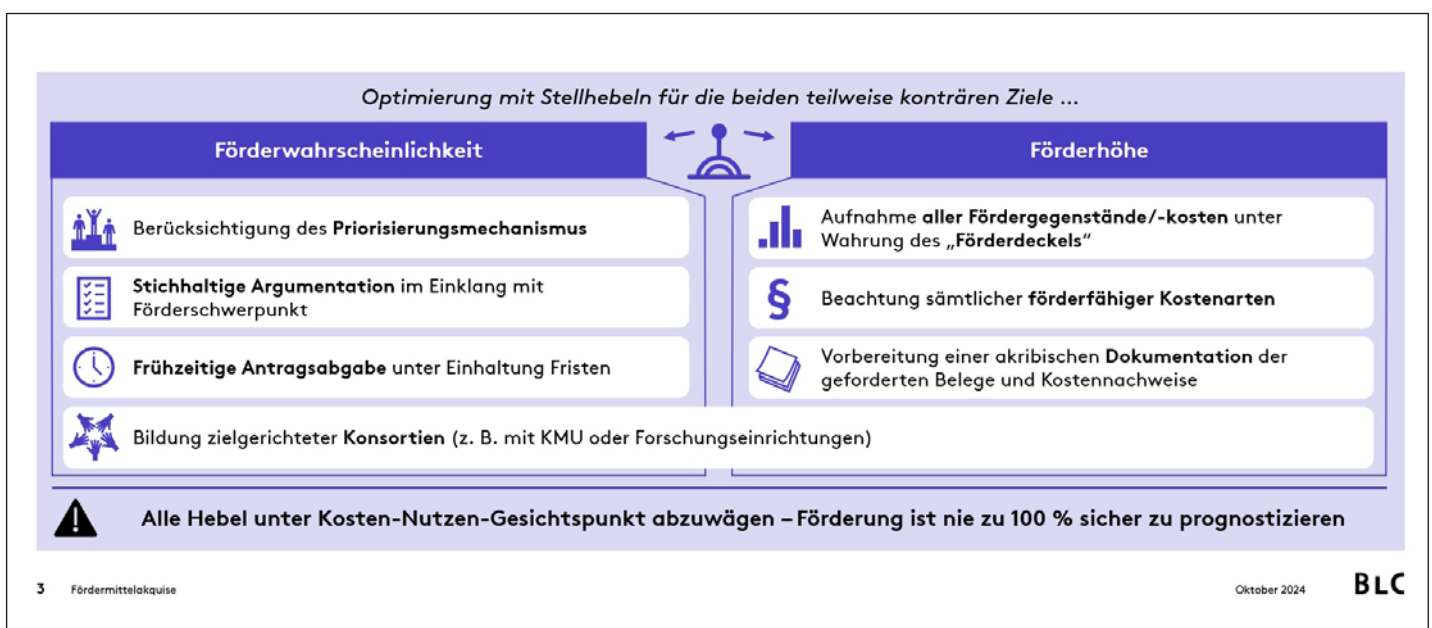 Optimierung mit Stellhebeln für die beiden teilweise konträren Ziele ...
Förderwahrscheinlichkeit
Berücksichtigung des Priorisierungsmechanismus
Stichhaltige Argumentation im Einklang mit
Förderschwerpunkt
Frühzeitige Antragsabgabe unter Einhaltung Fristen
Förderhöhe
Aufnahme aller Fördergegenstände/-kosten unter
Wahrung des „Förderdeckels“
§
Beachtung sämtlicher förderfähiger Kostenarten
Vorbereitung einer akribischen Dokumentation der
geforderten Belege und Kostennachweise
Bildung zielgerichteter Konsortien (z. B. mit KMU oder Forschungseinrichtungen)
Alle Hebel unter Kosten-Nutzen-Gesichtspunkt abzuwägen – Förderung ist nie zu 100 % sicher zu prognostizieren
3 Fördermittelakquise
Oktober 2024
BLC